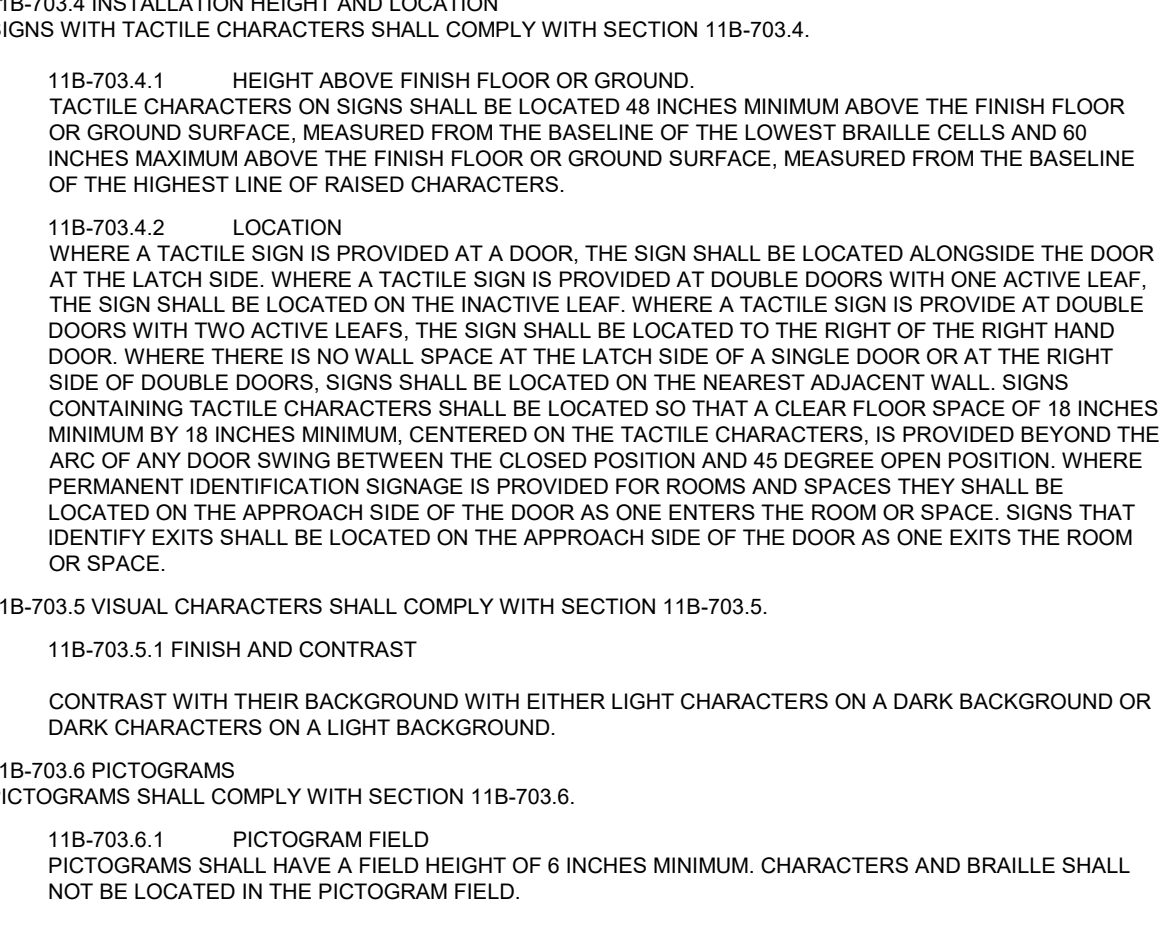 1B-703.4 INSTALLATION HEIGHT AND LOCATION
SIGNS WITH TACTILE CHARACTERS SHALL COMPLY WITH SECTION 11B-703.4.
11B-703.4.1 HEIGHT ABOVE FINISH FLOOR OR GROUND.
TACTILE CHARACTERS ON SIGNS SHALL BE LOCATED 48 INCHES MINIMUM ABOVE THE FINISH FLOOR
OR GROUND SURFACE, MEASURED FROM THE BASELINE OF THE LOWEST BRAILLE CELLS AND 60
INCHES MAXIMUM ABOVE THE FINISH FLOOR OR GROUND SURFACE, MEASURED FROM THE BASELINE
OF THE HIGHEST LINE OF RAISED CHARACTERS.
11B-703.4.2 LOCATION
WHERE A TACTILE SIGN IS PROVIDED AT A DOOR, THE SIGN SHALL BE LOCATED ALONGSIDE THE DOOR
AT THE LATCH SIDE. WHERE A TACTILE SIGN IS PROVIDED AT DOUBLE DOORS WITH ONE ACTIVE LEAF,
THE SIGN SHALL BE LOCATED ON THE INACTIVE LEAF. WHERE A TACTILE SIGN IS PROVIDE AT DOUBLE
DOORS WITH TWO ACTIVE LEAFS, THE SIGN SHALL BE LOCATED TO THE RIGHT OF THE RIGHT HAND
DOOR. WHERE THERE IS NO WALL SPACE AT THE LATCH SIDE OF A SINGLE DOOR OR AT THE RIGHT
SIDE OF DOUBLE DOORS, SIGNS SHALL BE LOCATED ON THE NEAREST ADJACENT WALL. SIGNS
CONTAINING TACTILE CHARACTERS SHALL BE LOCATED SO THAT A CLEAR FLOOR SPACE OF 18 INCHES
MINIMUM BY 18 INCHES MINIMUM, CENTERED ON THE TACTILE CHARACTERS, IS PROVIDED BEYOND THE
ARC OF ANY DOOR SWING BETWEEN THE CLOSED POSITION AND 45 DEGREE OPEN POSITION. WHERE
PERMANENT IDENTIFICATION SIGNAGE IS PROVIDED FOR ROOMS AND SPACES THEY SHALL BE
LOCATED ON THE APPROACH SIDE OF THE DOOR AS ONE ENTERS THE ROOM OR SPACE. SIGNS THAT
IDENTIFY EXITS SHALL BE LOCATED ON THE APPROACH SIDE OF THE DOOR AS ONE EXITS THE ROOM
OR SPACE.
1B-703.5 VISUAL CHARACTERS SHALL COMPLY WITH SECTION 11B-703.5.
11B-703.5.1 FINISH AND CONTRAST
CONTRAST WITH THEIR BACKGROUND WITH EITHER LIGHT CHARACTERS ON A DARK BACKGROUND OR
DARK CHARACTERS ON A LIGHT BACKGROUND.
1B-703.6 PICTOGRAMS
PICTOGRAMS SHALL COMPLY WITH SECTION 11B-703.6.
11B-703.6.1 PICTOGRAM FIELD
PICTOGRAMS SHALL HAVE A FIELD HEIGHT OF 6 INCHES MINIMUM. CHARACTERS AND BRAILLE SHALL
NOT BE LOCATED IN THE PICTOGRAM FIELD.